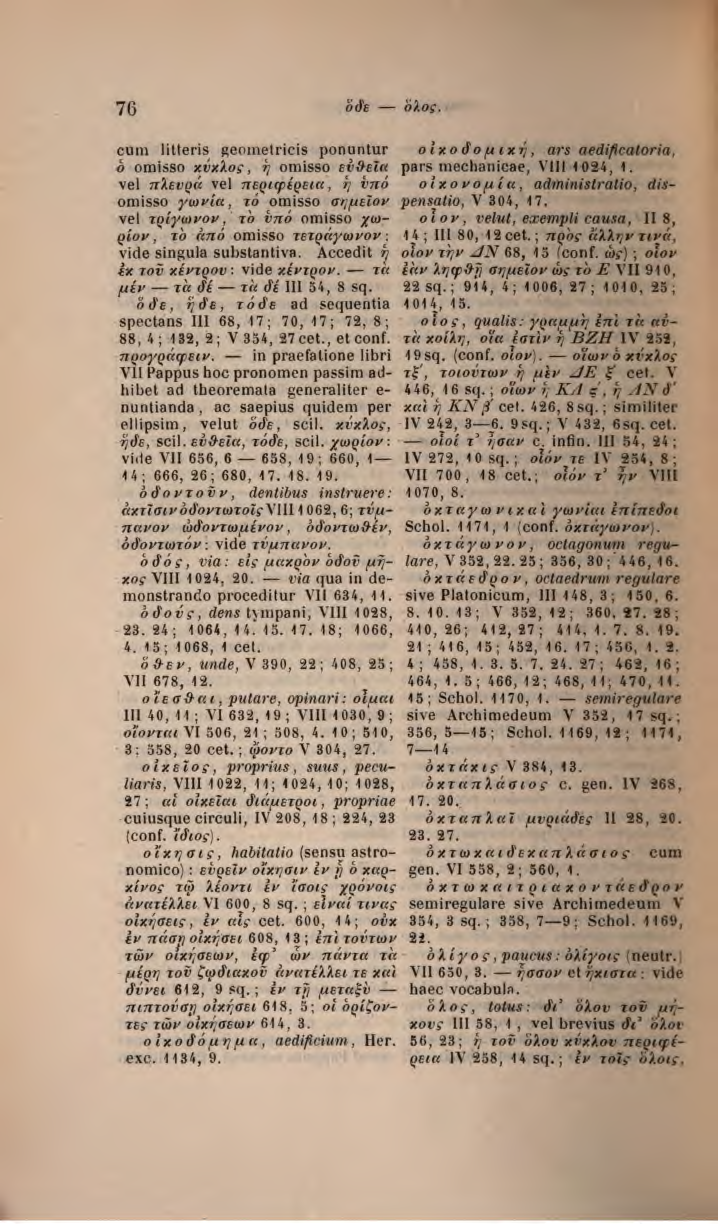 76
ὅδε — ὅλος.
cum litteris geometricis ponuntur
ὁ omisso κύκλος, ἡ omisso εὐθεῖα
vel πλευρά vel περιφέρεια, ἡ ὑπό
omisso γωνία, τό omisso σημεῖον
vel τρίγωνον, τὸ ὑπό omisso χω-
ρίον, τὸ ἀπό omisso τετράγωνον:
vide singula substantiva. Accedit ἡ
ἐκ τοῦ κέντρου: vide κέντρον. — τὰ
μέν — τὰ δέ — τὰ δέ III 54, 8 sq.
ὅδε, ἥδε, τόδε ad sequentia
spectans III 68, 17; 70, 17; 72, 8;
88, 4; 132, 2; V 354, 27 cet., et conf.
προγράφειν. — in praefatione libri
VII Pappus hoc pronomen passim ad-
hibet ad theoremata generaliter e-
nuntianda, ac saepius quidem per
ellipsim, velut ὅδε, scil. κύκλος,
ἥδε, scil. εὐθεῖα, τόδε, scil. χωρίον:
vide VII 656, 6 — 658, 19; 660, 1—
14; 666, 26; 680, 17. 18. 19.
ὀδοντοῦν, dentibus instruere:
ἀκτῖσιν ὀδοντωτοῖς VIII 1062, 6; τύμ-
πανον ὠδοντωμένον, ὀδοντωθέν,
ὀδοντωτόν: vide τύμπανον.
ὁδός, via: εἰς μακρὸν ὁδοῦ μῆ-
κος VIII 1024, 20. — via qua in de-
monstrando proceditur VII 634, 11.
ὀδούς, dens tympani, VIII 1028,
23. 24; 1064, 14. 15. 17. 18; 1066,
4. 15; 1068, 1 cet.
ὅθεν, unde, V 390, 22; 408, 25;
VII 678, 12.
οἴεσθαι, putare, opinari: οἶμαι
III 40, 11; VI 632, 19; VIII 1030, 9;
οἴονται VI 506, 21; 508, 4. 10; 510,
3; 558, 20 cet.; ᾤοντο V 304, 27.
οἰκεῖος, proprius, suus, pecu-
liaris, VIII 1022, 11; 1024, 10; 1028,
27; αἱ οἰκεῖαι διάμετροι, propriae
cuiusque circuli, IV 208, 18; 224, 23
(conf. ἴδιος).
οἴκησις, habitatio (sensu astro-
nomico): εὑρεῖν οἴκησιν ἐν ᾗ ὁ καρ-
κίνος τῷ λέοντι ἐν ἴσοις χρόνοις
ἀνατέλλει VI 600, 8 sq.; εἶναί τινας
οἰκήσεις, ἐν αἷς cet. 600, 14; οὐκ
ἐν πάσῃ οἰκήσει 608, 13; ἐπὶ τούτων
τῶν οἰκήσεων, ἐφ᾽ ὧν πάντα τὰ
μέρη τοῦ ζῳδιακοῦ ἀνατέλλει τε καὶ
δύνει 612, 9 sq.; ἐν τῇ μεταξὺ —
πιπτούσῃ οἰκήσει 618, 5; οἱ ὁρίζον-
τες τῶν οἰκήσεων 614, 3.
οἰκοδόμημα, aedificium, Her.
exc. 1134, 9.
οἰκοδομική, ars aedificatoria,
pars mechanicae, VIII 1024, 1.
οἰκονομία, administratio, dis-
pensatio, V 304, 17.
οἷον, velut, exempli causa, II 8,
14; III 80, 12 cet.; πρὸς ἄλλην τινά,
οἷον τὴν ΔΝ 68, 15 (conf. ὡς); οἷον
ἐὰν ληφθῇ σημεῖον ὡς τὸ Ε VII 910,
22 sq.; 914, 4; 1006, 27; 1010, 25;
1014, 15.
οἷος, qualis: γραμμὴ ἐπὶ τὰ αὐ-
τὰ κοίλη, οἵα ἐστὶν ἡ ΒΖΗ IV 252,
19 sq. (conf. οἷον). — οἵων ὁ κύκλος
τξʹ, τοιούτων ἡ μὲν ΔΕ ξʹ cet. V
446, 16 sq.; οἵων ἡ ΚΛ ϛʹ, ἡ ΛΝ δʹ
καὶ ἡ ΚΝ βʹ cet. 426, 8 sq.; similiter
IV 242, 3—6. 9 sq.; V 432, 6 sq. cet.
— οἷοί τ᾽ ἦσαν c. infin. III 54, 24;
IV 272, 10 sq.; οἷόν τε IV 254, 8;
VII 700, 18 cet.; οἷόν τ᾽ ἦν VIII
1070, 8.
ὀκταγωνικαὶ γωνίαι ἐπίπεδοι
Schol. 1171, 1 (conf. ὀκτάγωνον).
ὀκτάγωνον, octagonum regu-
lare, V 352, 22. 25; 356, 30; 446, 16.
ὀκτάεδρον, octaedrum regulare
sive Platonicum, III 148, 3; 150, 6.
8. 10. 13; V 352, 12; 360, 27. 28;
410, 26; 412, 27; 414, 1. 7. 8. 19.
21; 416, 15; 452, 16. 17; 456, 1. 2.
4; 458, 1. 3. 5. 7. 24. 27; 462, 16;
464, 1. 5; 466, 12; 468, 11; 470, 11.
15; Schol. 1170, 1. — semiregulare
sive Archimedeum V 352, 17 sq.;
356, 5—15; Schol. 1169, 12; 1171,
7—14
ὀκτάκις V 384, 13.
ὀκταπλάσιος c. gen. IV 268,
17. 20.
ὀκταπλαῖ μυριάδες II 28, 20.
23. 27.
ὀκτωκαιδεκαπλάσιος cum
gen. VI 558, 2; 560, 1.
ὀκτωκαιτριακοντάεδρον
semiregulare sive Archimedeum V
354, 3 sq.; 358, 7—9; Schol. 1169,
22.
ὀλίγος, paucus: ὀλίγοις (neutr.)
VII 650, 3. — ἧσσον et ἥκιστα: vide
haec vocabula.
ὅλος, totus: δι᾽ ὅλου τοῦ μή-
κους III 58, 1, vel brevius δι᾽ ὅλου
56, 23; ἡ τοῦ ὅλου κύκλου περιφέ-
ρεια IV 258, 14 sq.; ἐν τοῖς ὅλοις,